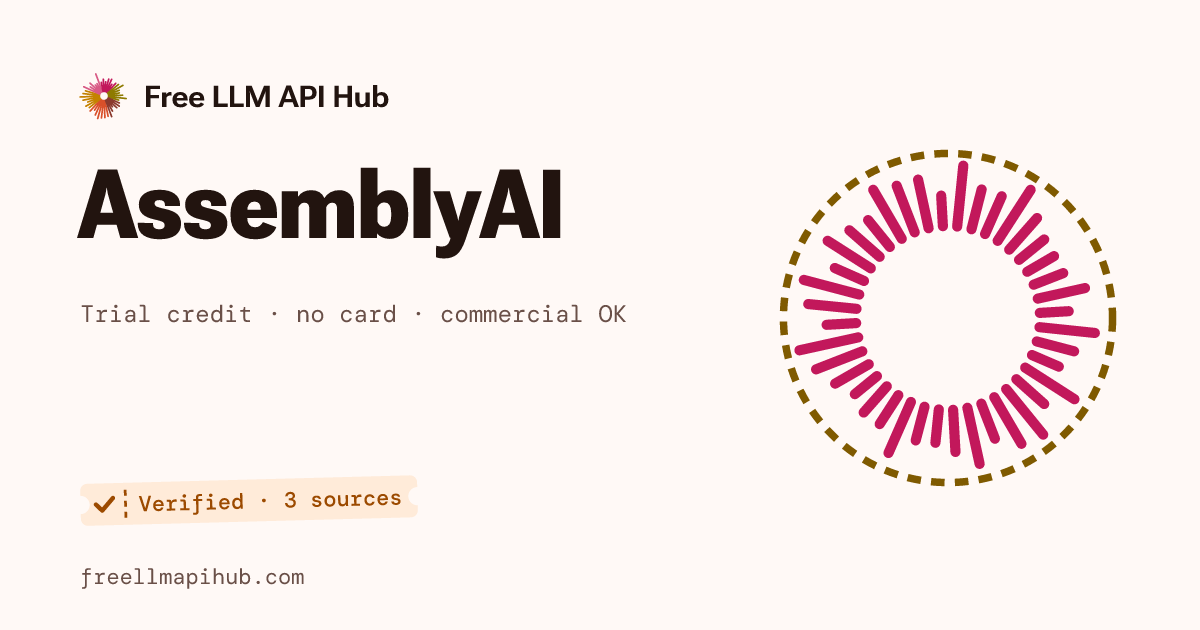 Free LLM API Hub
AssemblyAI
Trial credit · no card · commercial OK
Verified · 3 sources
freellmapihub.com